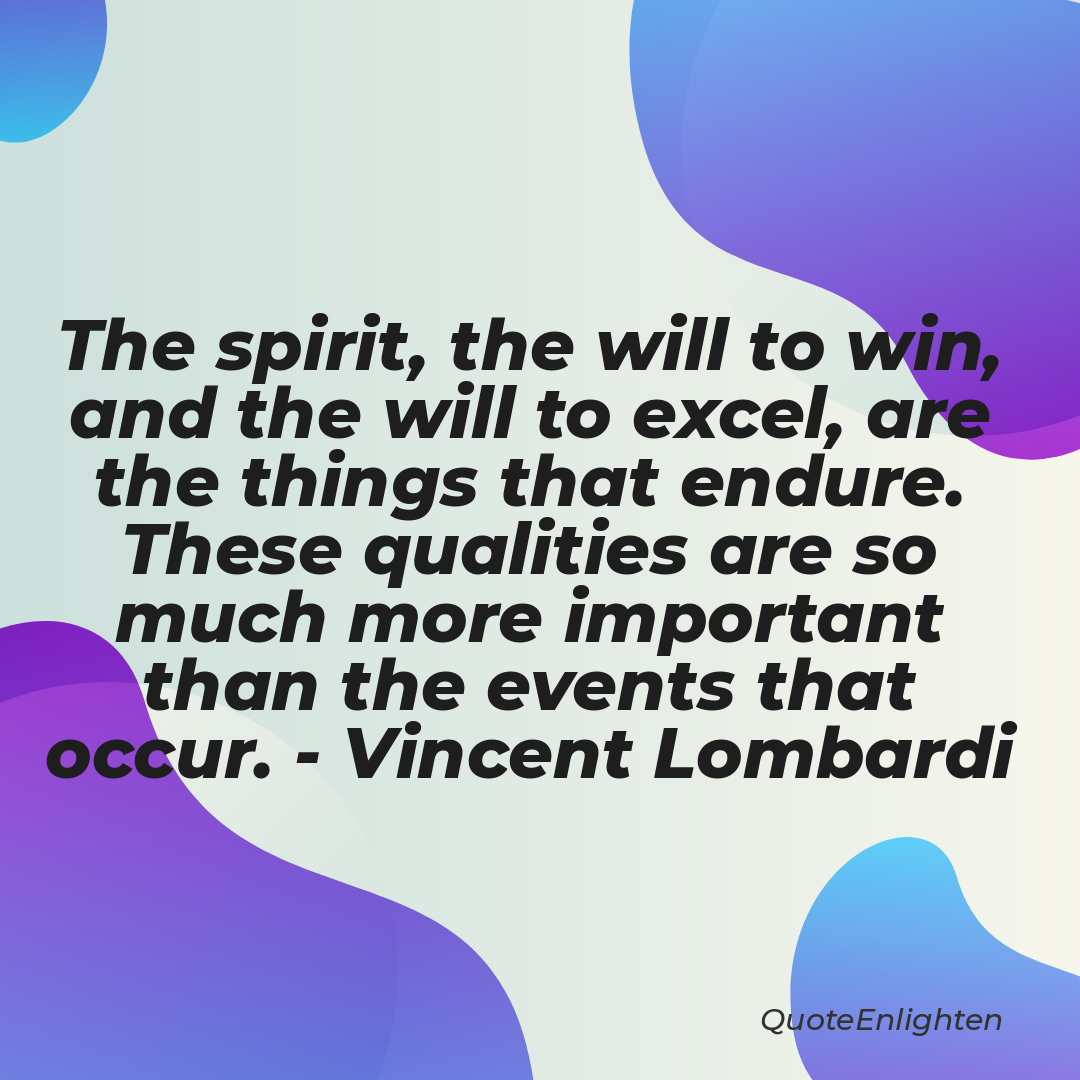 The spirit, the will to win,
and the will to excel, are
the things that endure.
These qualities are so
much more important
than the events that
occur. - Vincent Lombardi
QuoteEnlighten